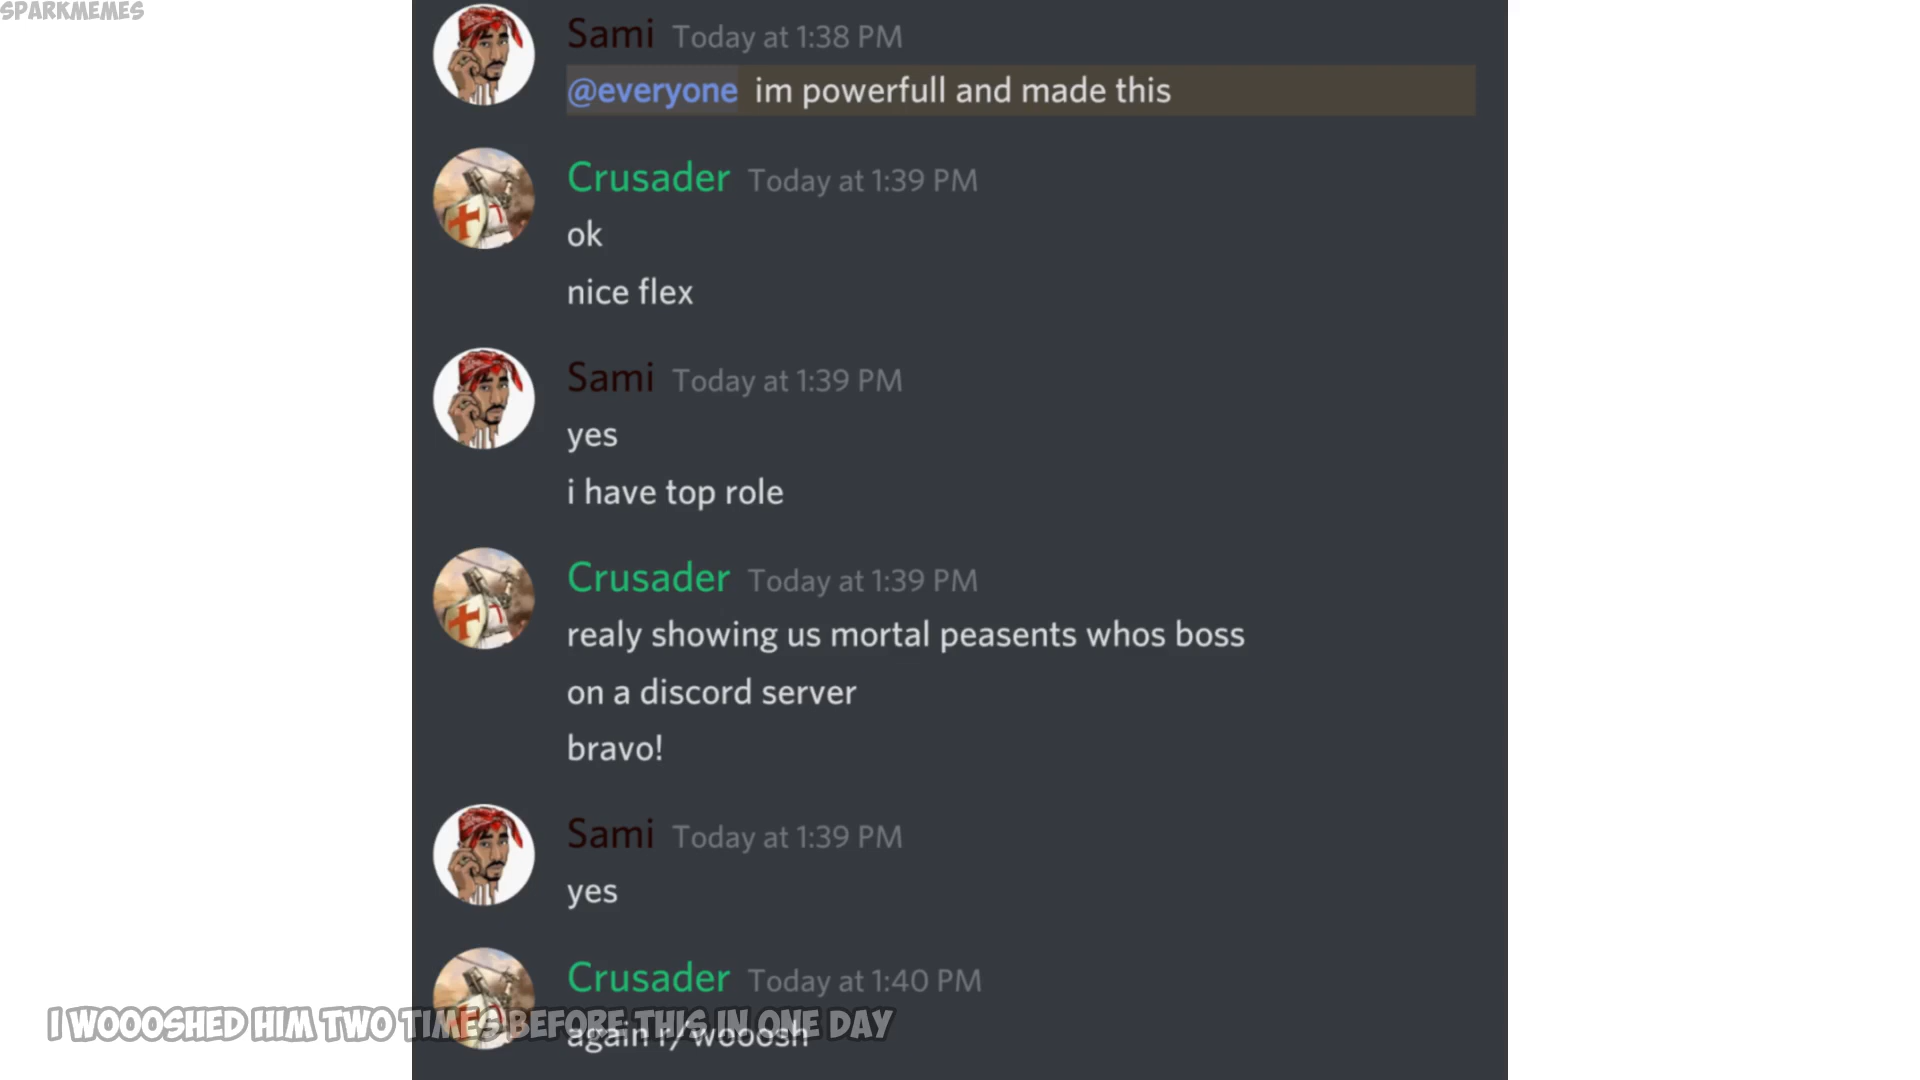 SPARKMEMES
Sami Today at 1:38 PM
@everyone im powerfull and made this
Crusader Today at 1:39 PM
ok
nice flex
Sami Today at 1:39 PM
yes
i have top role
Crusader Today at 1:39 PM
realy showing us mortal peasents whos boss
on a discord server
bravo!
Sami Today at 1:39 PM
yes
Crusader Today at 1:40 PM
I WOOOSHED HIM TWO TIMES BEFORE THIS IN ONE DAY
again r/wooosh